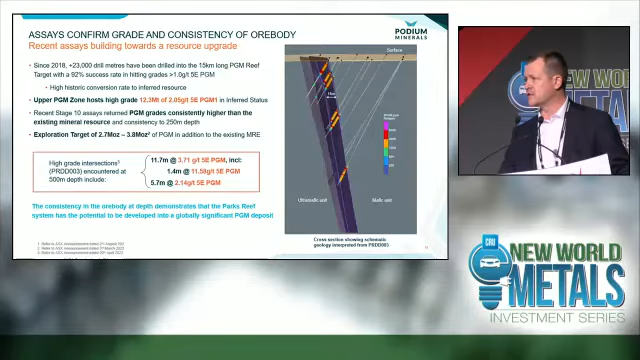 ASSAYS CONFIRM GRADE AND CONSISTENCY OF OREBODY
Recent assays building towards a resource upgrade
PODIUM
MINERALS
• Since 2018, +23,000 drill metres have been drilled into the 15km long PGM Reef
Target with a 92% success rate in hitting grades >1.0g/t 5E PGM
High historic conversion rate to inferred resource
• Upper PGM Zone hosts high grade 12.3Mt of 2.05g/t 5E PGM1 in Inferred Status
• Recent Stage 10 assays returned PGM grades consistently higher than the
existing mineral resource and consistency to 250m depth
• Exploration Target of 2.7Moz – 3.8Moz² of PGM in addition to the existing MRE
High grade intersections³
(PRDD003) encountered at
500m depth include:
11.7m @ 3.71 g/t 5E PGM, incl:
1.4m @ 11.58g/t 5E PGM
5.7m @ 2.14g/t 5E PGM
The consistency in the orebody at depth demonstrates that the Parks Reef
system has the potential to be developed into a globally significant PGM deposit
Surface
15m
Ultramafic unit
Mafic unit
Cross section showing schematic
geology interpreted from PRDD003
NEW WORLD
CRU
NEW WORLD
METALS
INVESTMENT SERIES